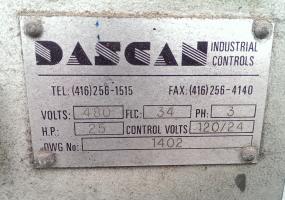 DASCAN INDUSTRIAL CONTROLS
TEL: (416)256-1515 FAX: (416)256-4140
VOLTS: 480 FLC: 34 PH: 3
H.P.: 25 CONTROL VOLTS 120/24
DWG No: 1402